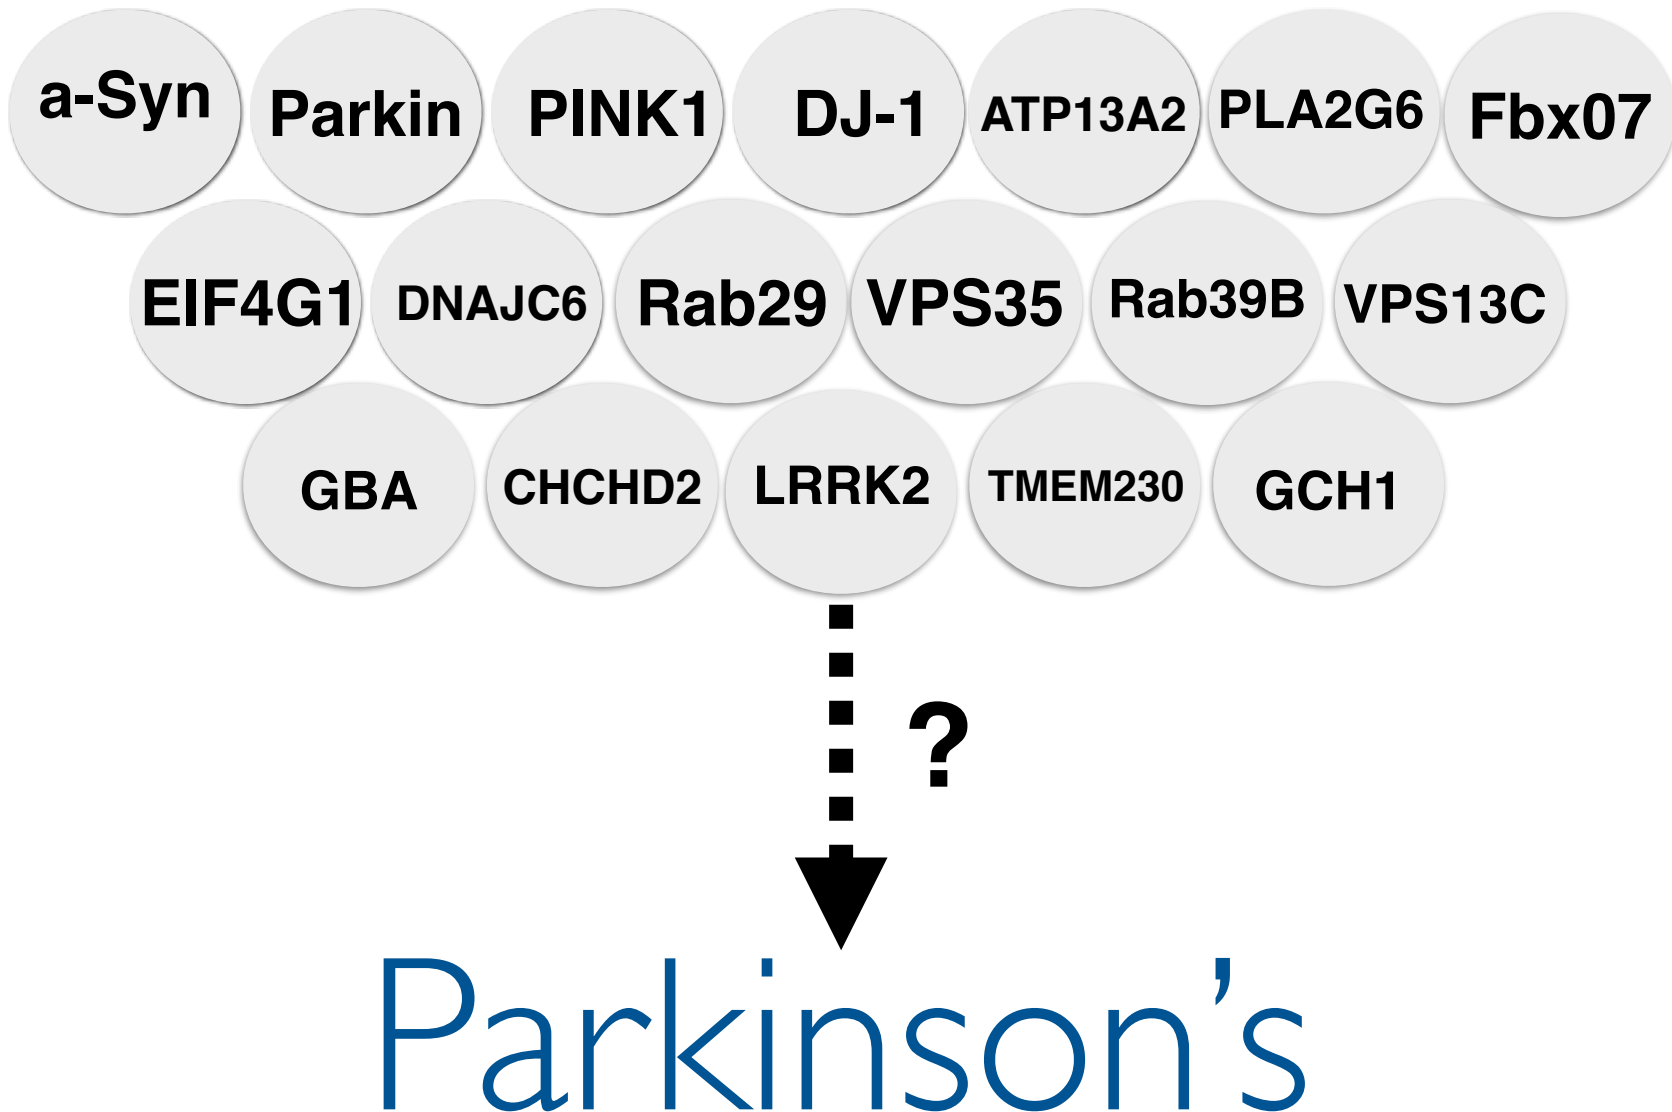 a-Syn Parkin PINK1 DJ-1 ATP13A2 PLA2G6 Fbx07
EIF4G1 DNAJC6 Rab29 VPS35 Rab39B VPS13C
GBA CHCHD2 LRRK2 TMEM230 GCH1
?
Parkinson’s